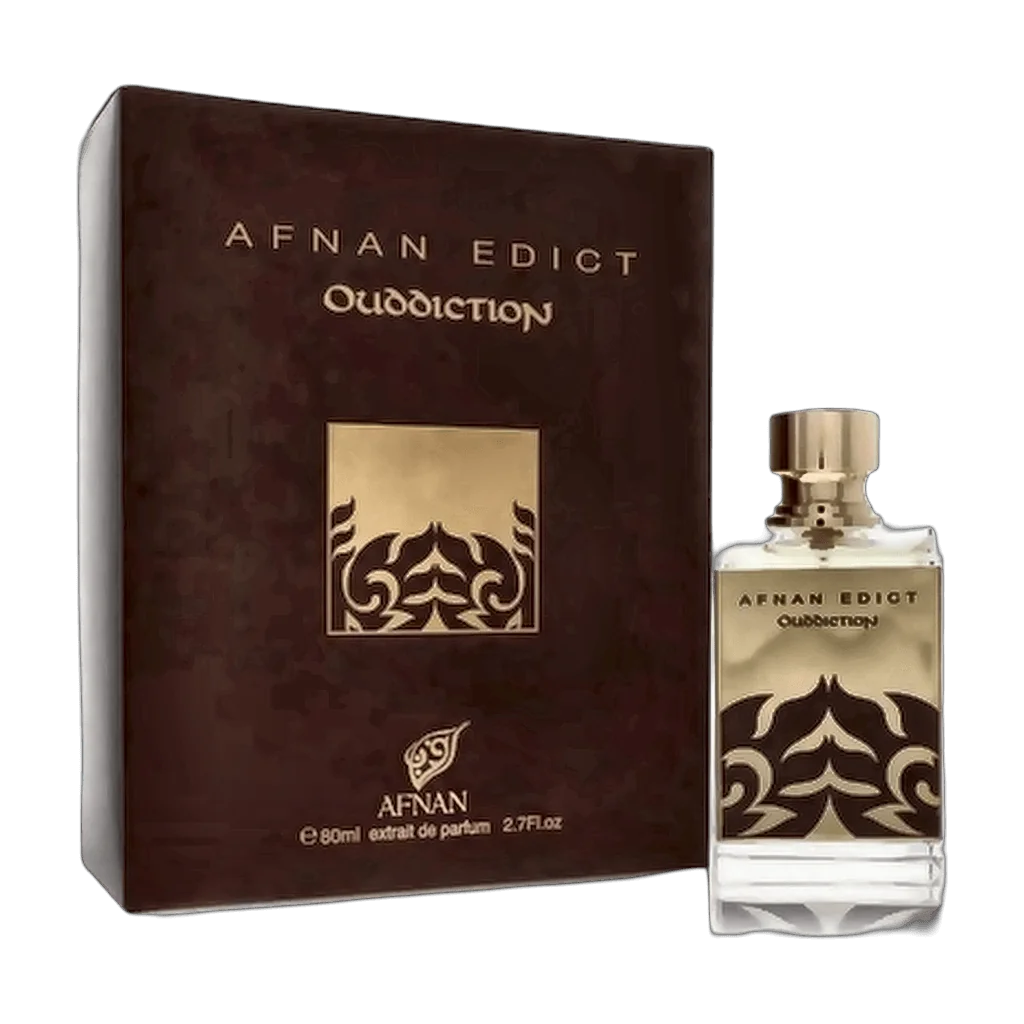 AFNAN EDICT
OUDDICTION
AFNAN
℮80ml extrait de parfum 2.7Fl.oz
AFNAN EDICT
OUDDICTION